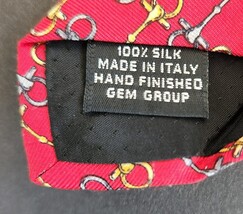 100% SILK
MADE IN ITALY
HAND FINISHED
GEM GROUP